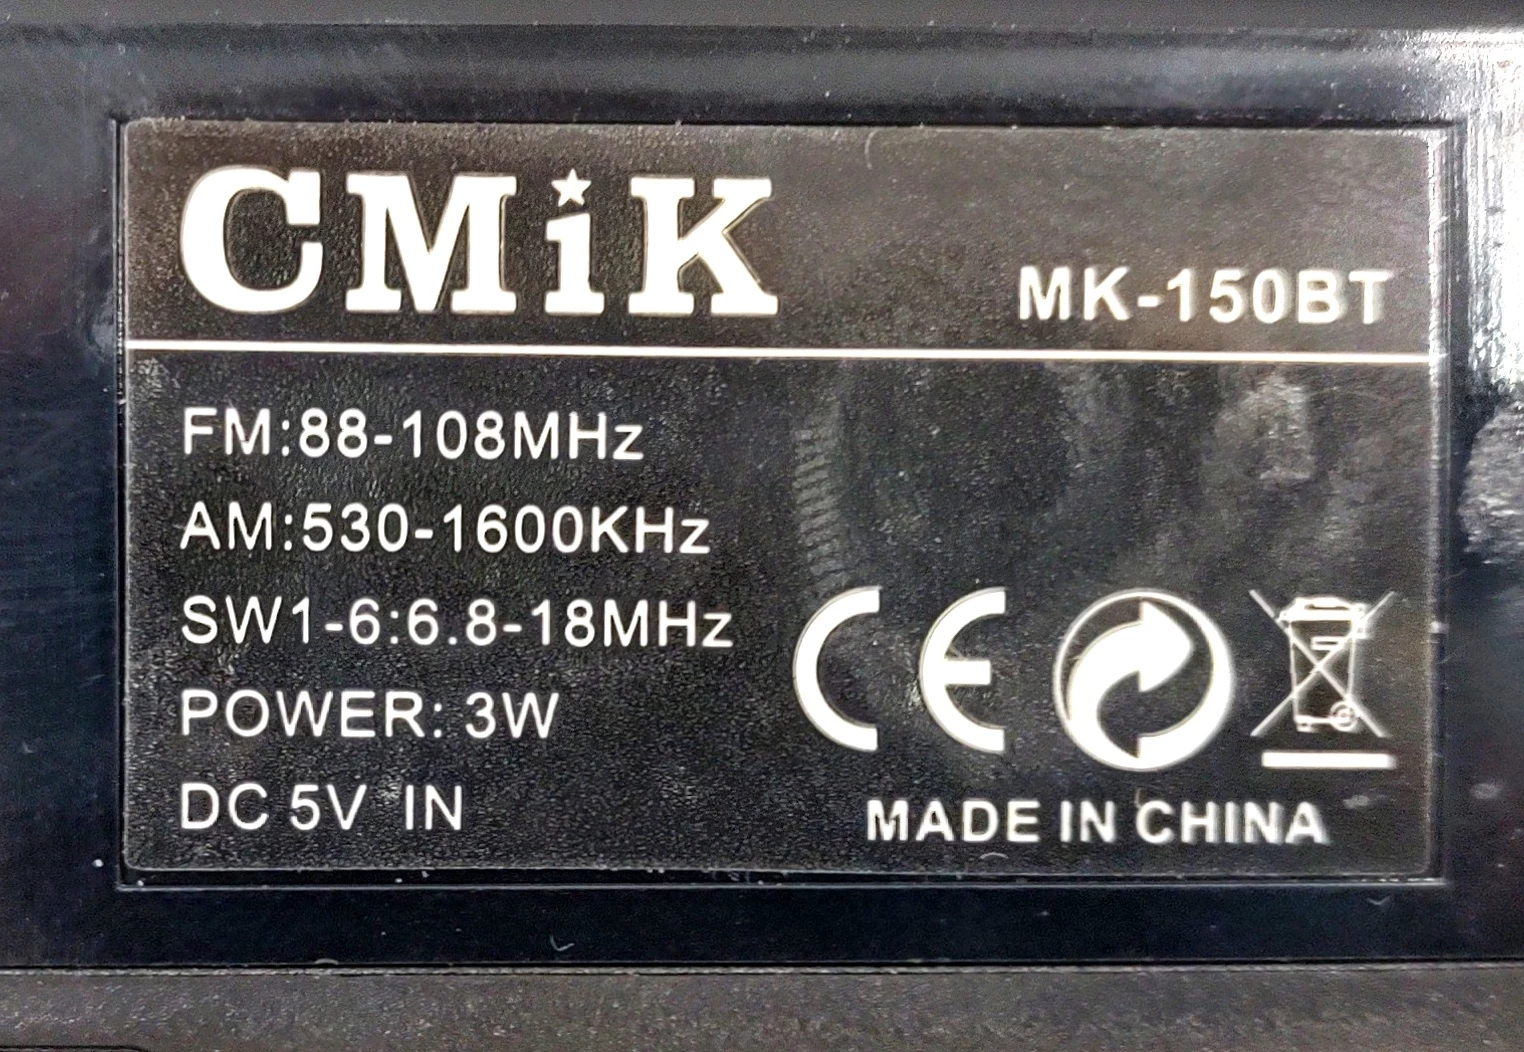 CMiK
MK-150BT
FM:88-108MHz
AM:530-1600KHz
SW1-6:6.8-18MHz
POWER: 3W
DC 5V IN
CE
MADE IN CHINA